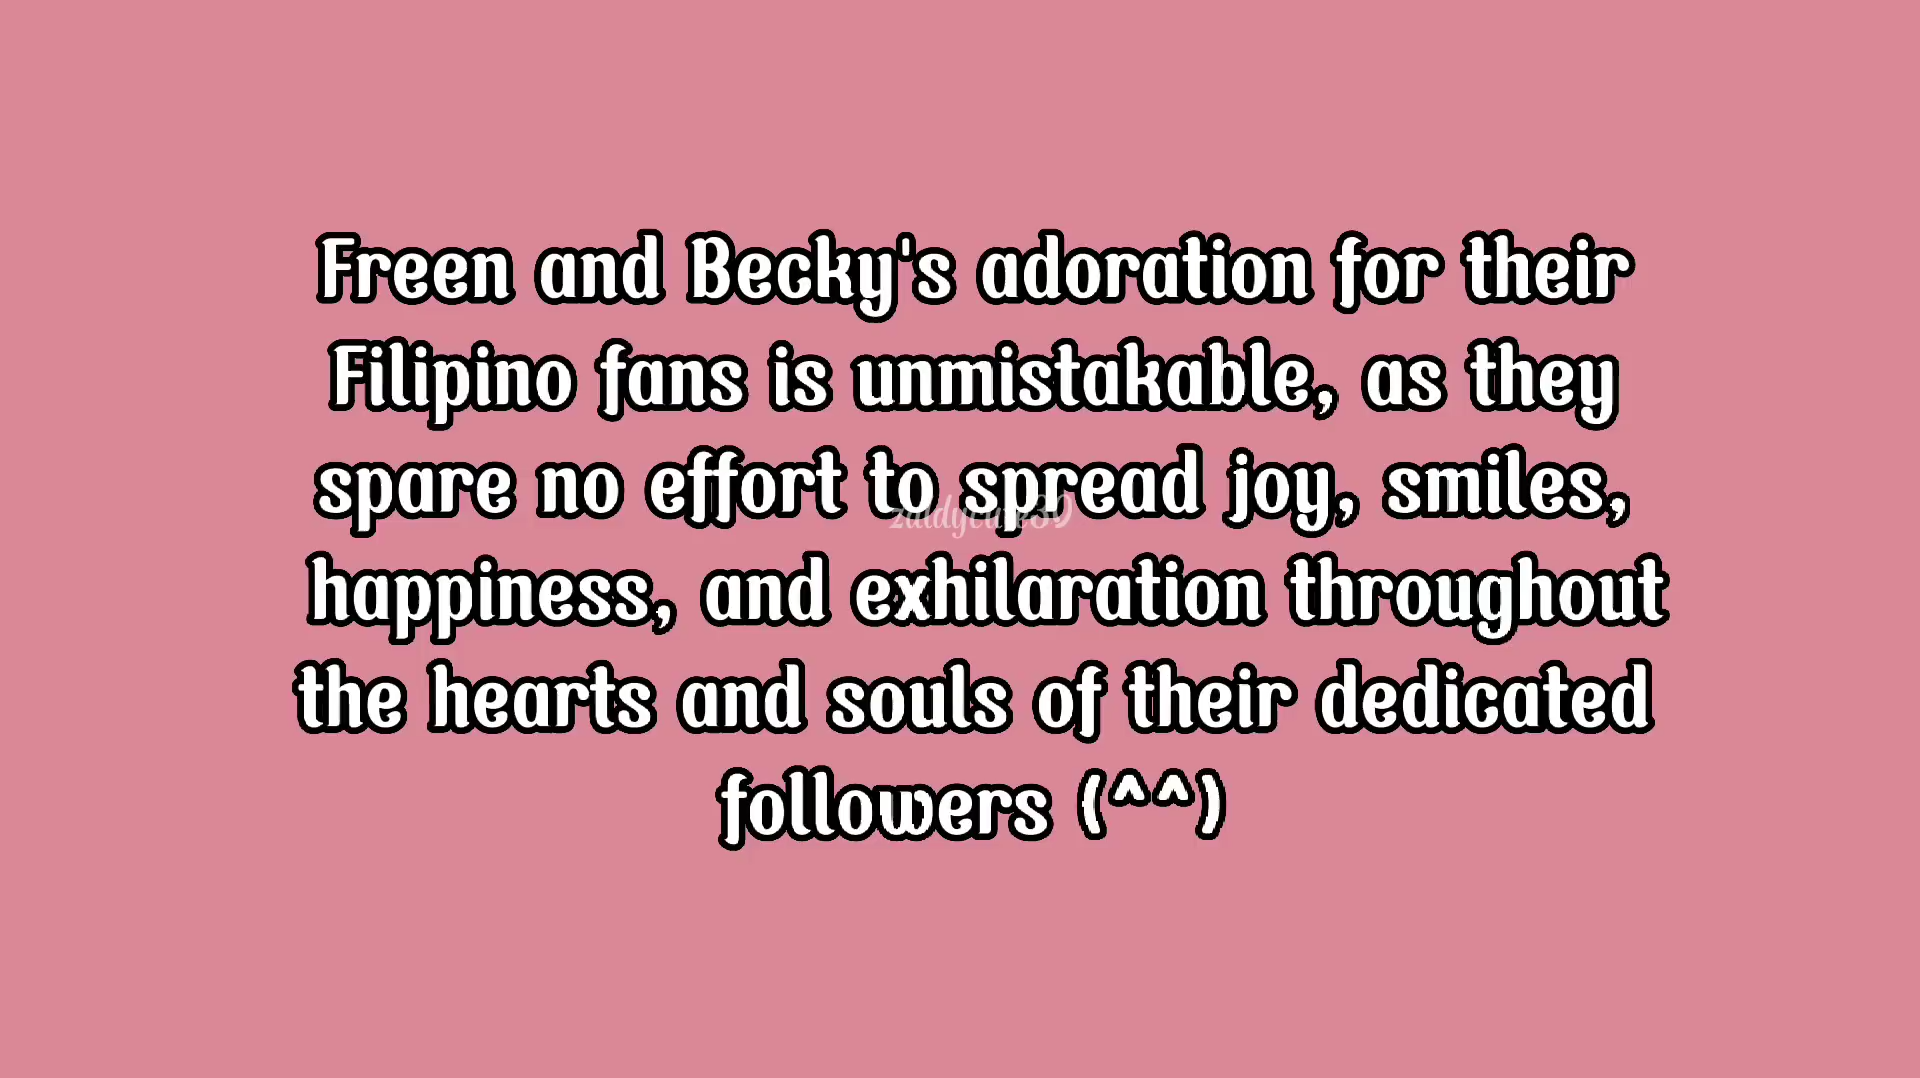 Freen and Becky's adoration for their
Filipino fans is unmistakable, as they
spare no effort to spread joy, smiles,
happiness, and exhilaration throughout
the hearts and souls of their dedicated
followers (^^)